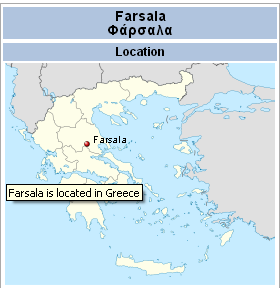 Farsala
Φάρσαλα
Location
Farsala
Farsala is located in Greece